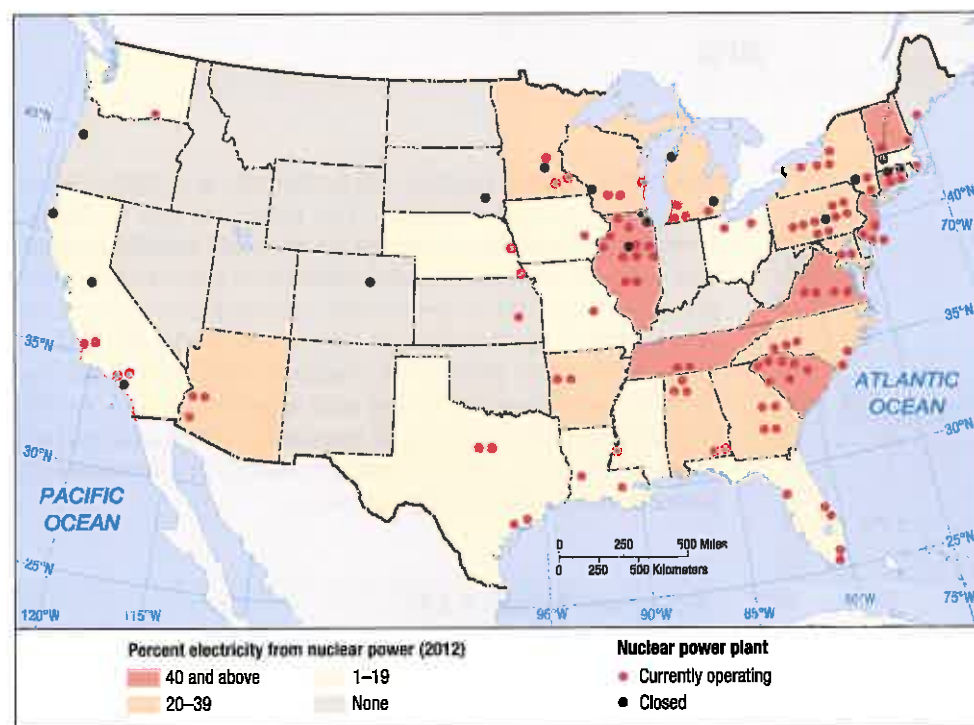 45°N
40°N
70°W
35°N
35°N
ATLANTIC
OCEAN
30°N
30°N
PACIFIC
OCEAN
0 250 500 Miles
0 250 500 Kilometers
25°N
25°N
120°W
115°W
95°W
90°W
85°W
80°W
75°W
Percent electricity from nuclear power (2012)
40 and above
1–19
20–39
None
Nuclear power plant
Currently operating
Closed